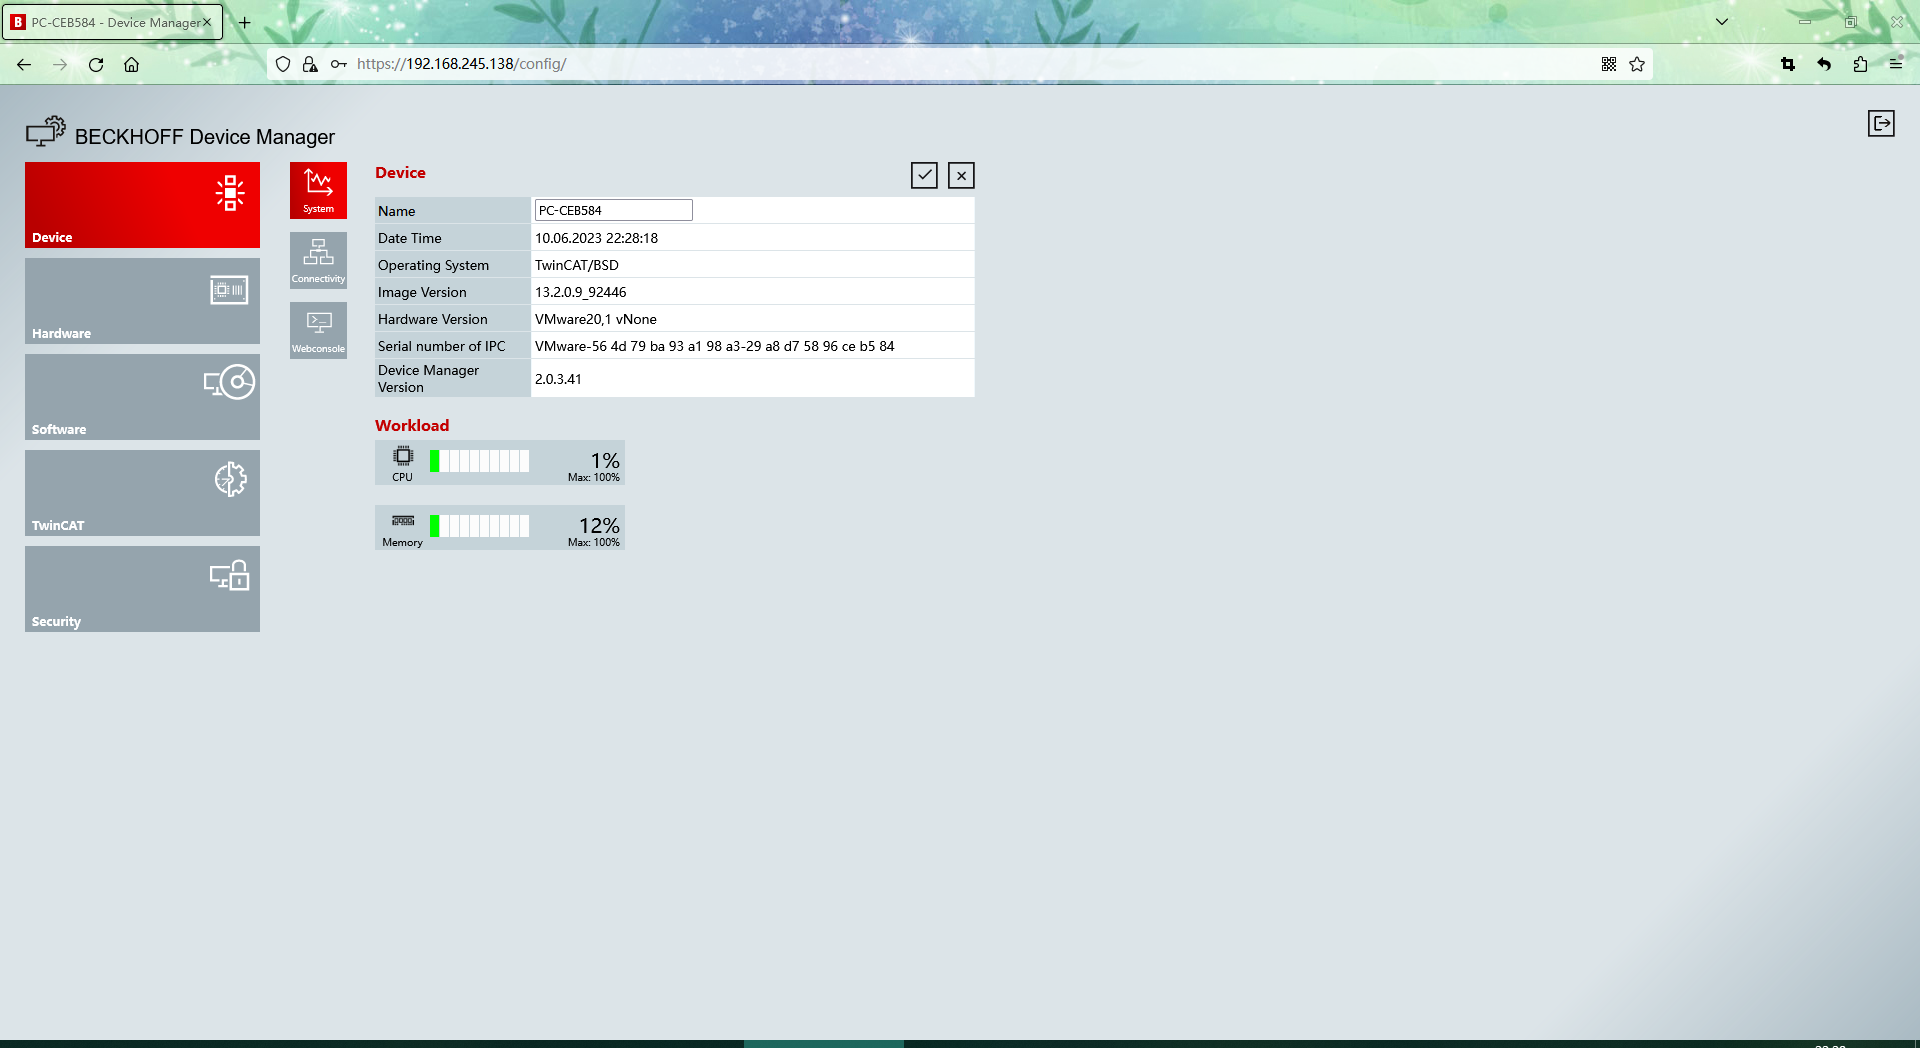 PC-CEB584 - Device Manager
https://192.168.245.138/config/
BECKHOFF Device Manager
Device
Hardware
Software
TwinCAT
Security
System
Connectivity
Webconsole
Device
Name PC-CEB584
Date Time 10.06.2023 22:28:18
Operating System TwinCAT/BSD
Image Version 13.2.0.9_92446
Hardware Version VMware20,1 vNone
Serial number of IPC VMware-56 4d 79 ba 93 a1 98 a3-29 a8 d7 58 96 ce b5 84
Device Manager
Version 2.0.3.41
Workload
CPU 1%
Max: 100%
Memory 12%
Max: 100%